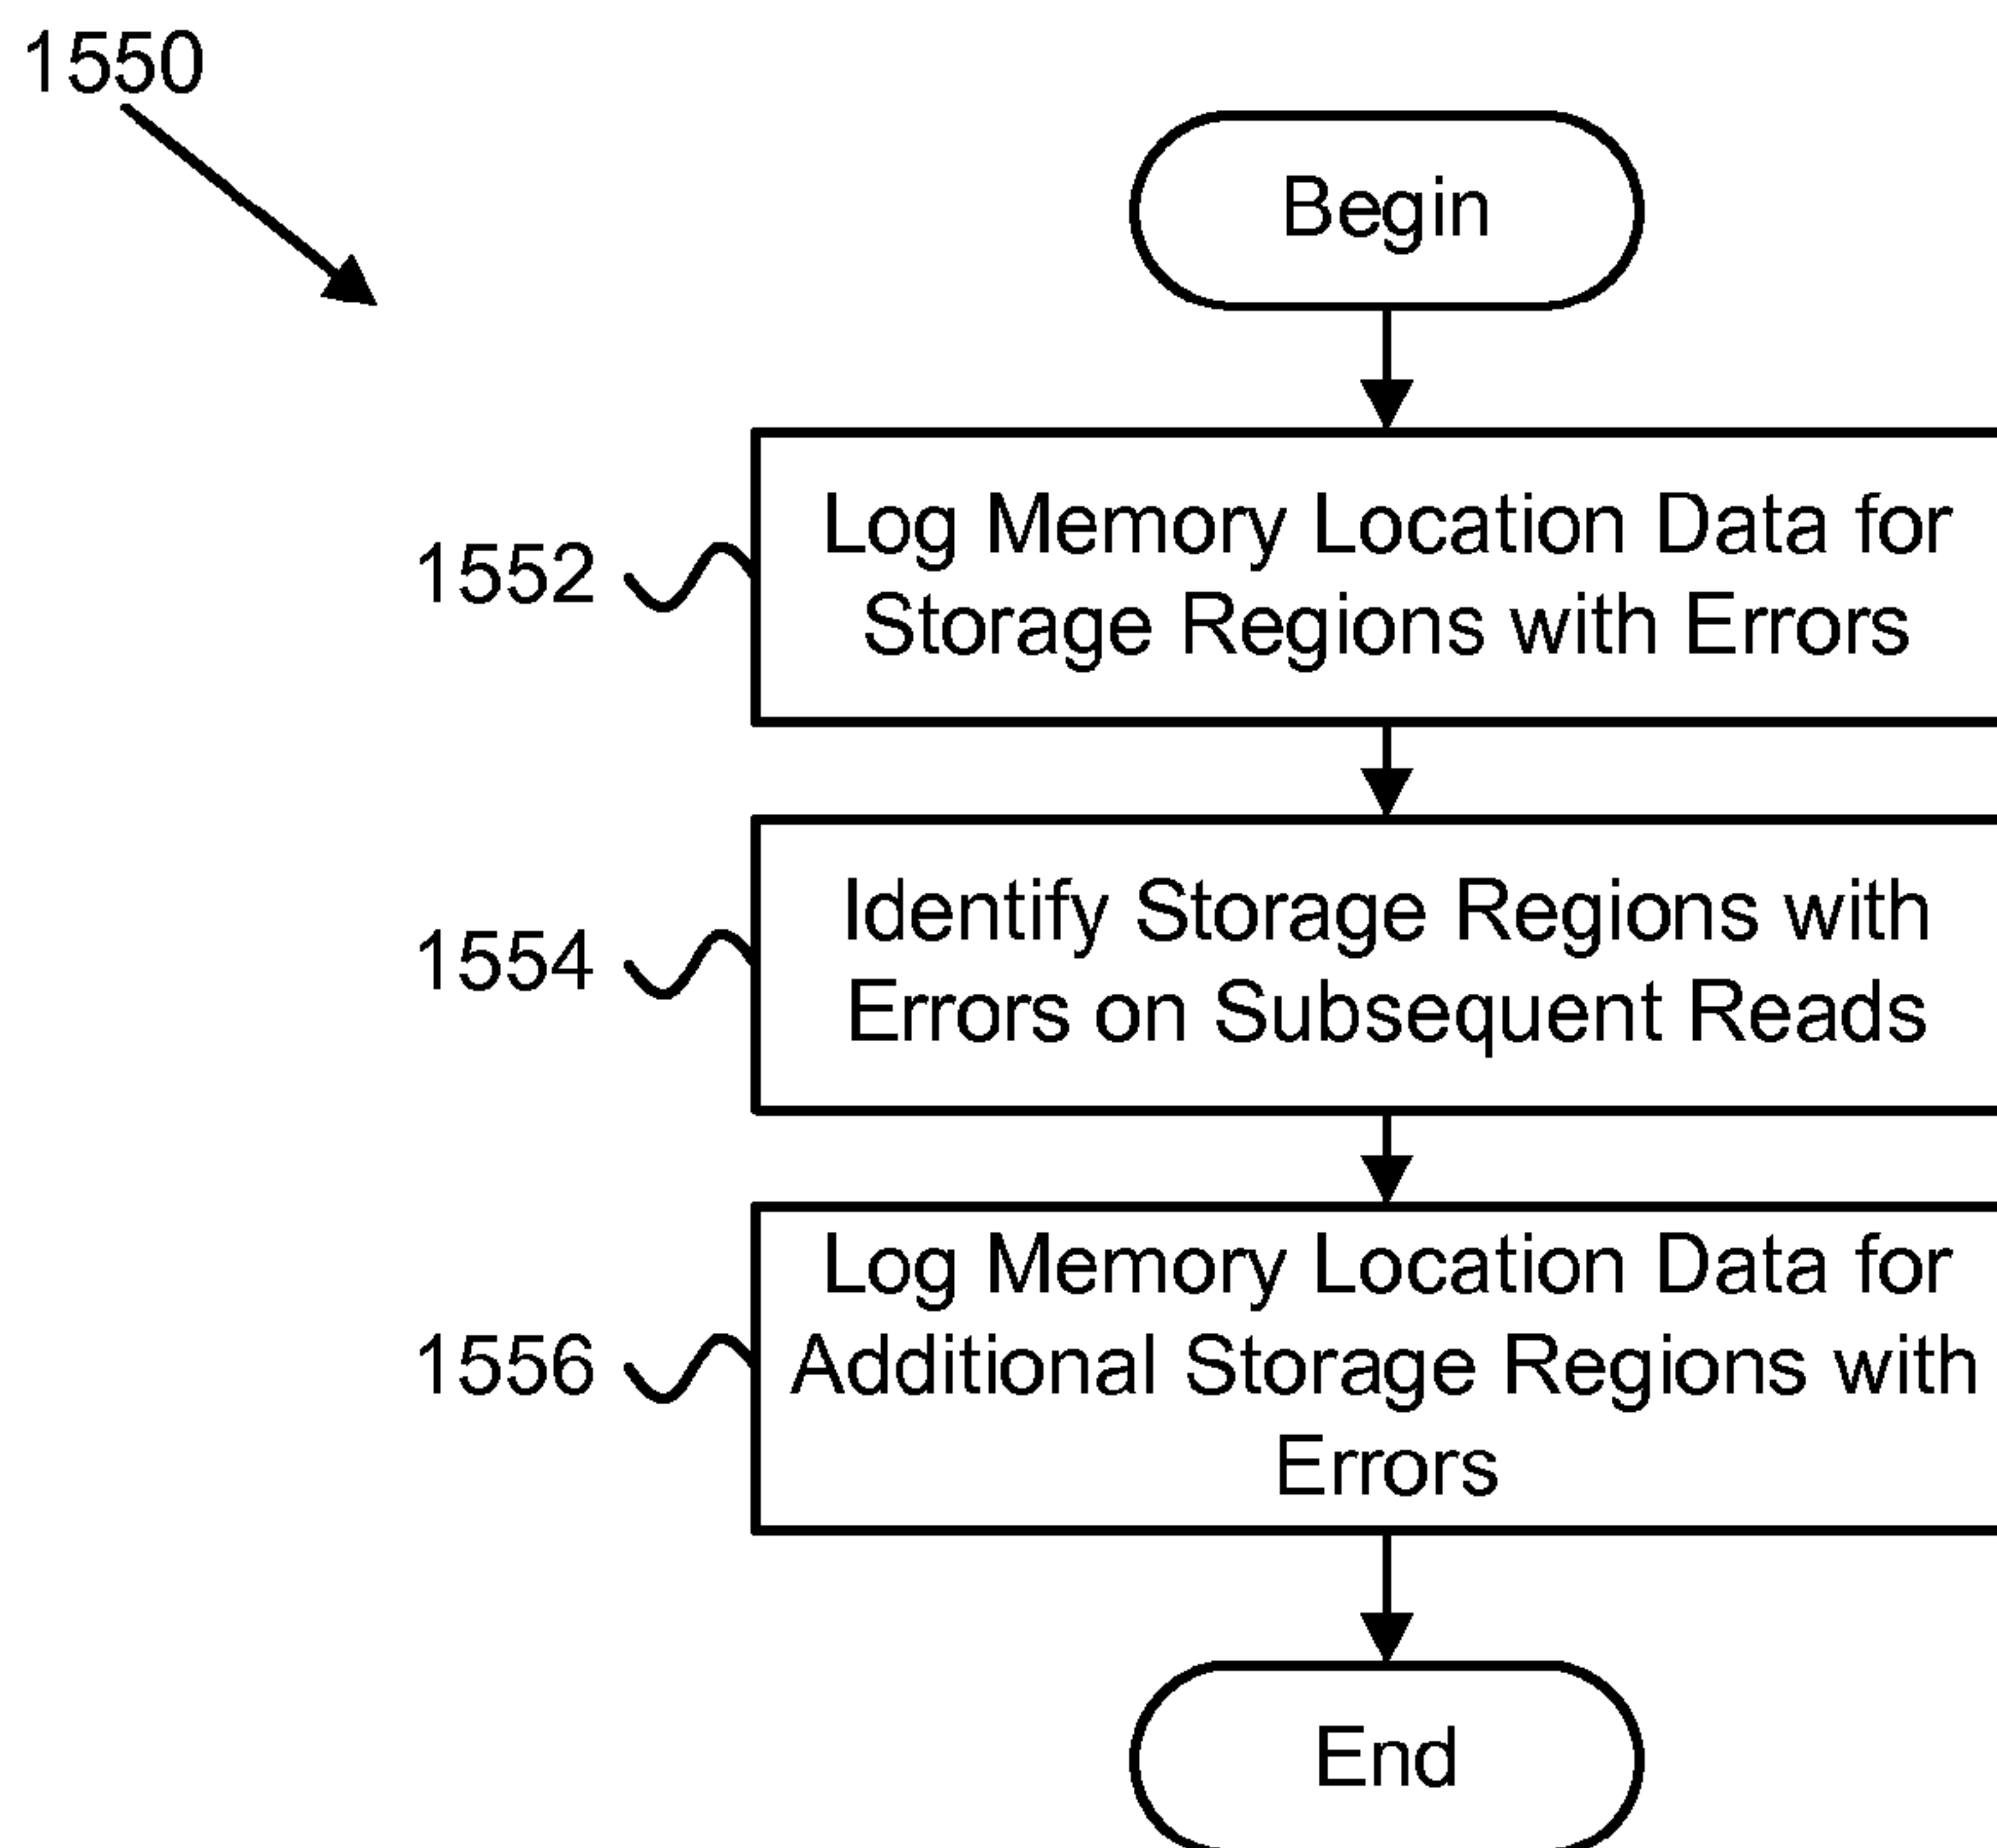 1550
Begin
1552
Log Memory Location Data for
Storage Regions with Errors
1554
Identify Storage Regions with
Errors on Subsequent Reads
1556
Log Memory Location Data for
Additional Storage Regions with
Errors
End